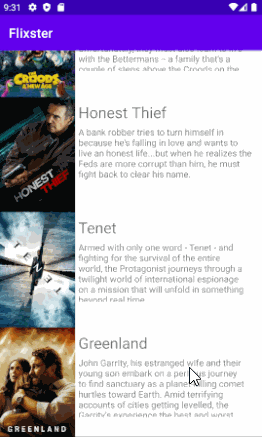 9:31
Flixster
with the Bettermans – a family that's a
couple of steps above the Croods on the
THE
CROODS
A NEW AGE
Honest Thief
A bank robber tries to turn himself in
because he's falling in love and wants to
live an honest life...but when he realizes the
Feds are more corrupt than him, he must
fight back to clear his name.
HONEST
THIEF
Tenet
Armed with only one word - Tenet - and
fighting for the survival of the entire
world, the Protagonist journeys through a
twilight world of international espionage
on a mission that will unfold in something
beyond real time.
Greenland
John Garrity, his estranged wife and their
young son embark on a perilous journey
to find sanctuary as a planet-killing comet
hurtles toward Earth. Amid terrifying
accounts of cities getting levelled, the
Garrity's experience the best and worst
GREENLAND